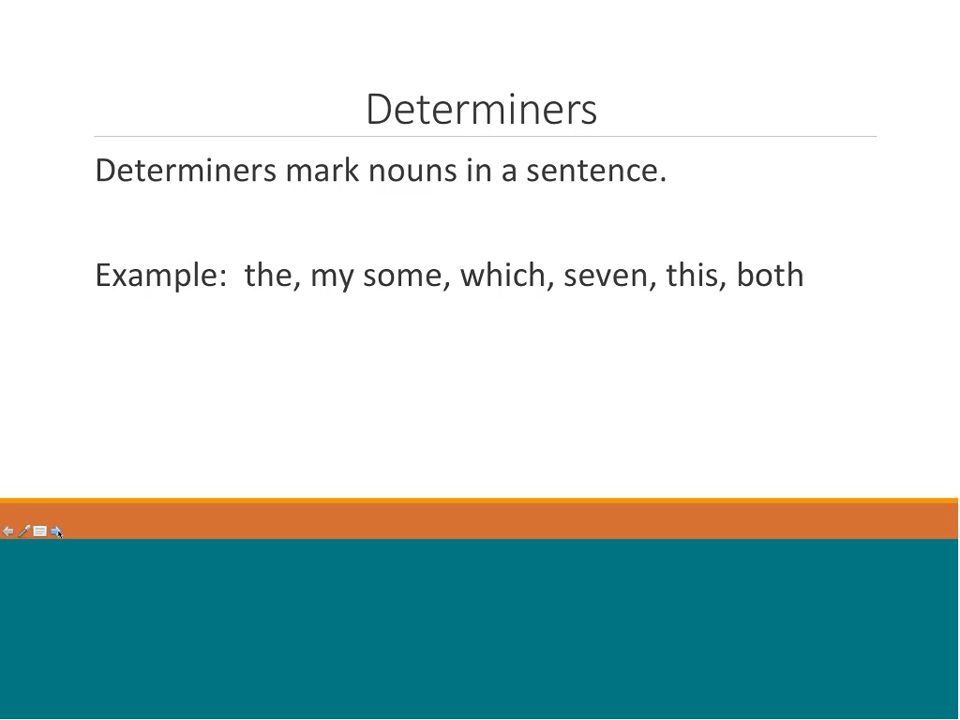 Determiners
Determiners mark nouns in a sentence.
Example:  the, my some, which, seven, this, both